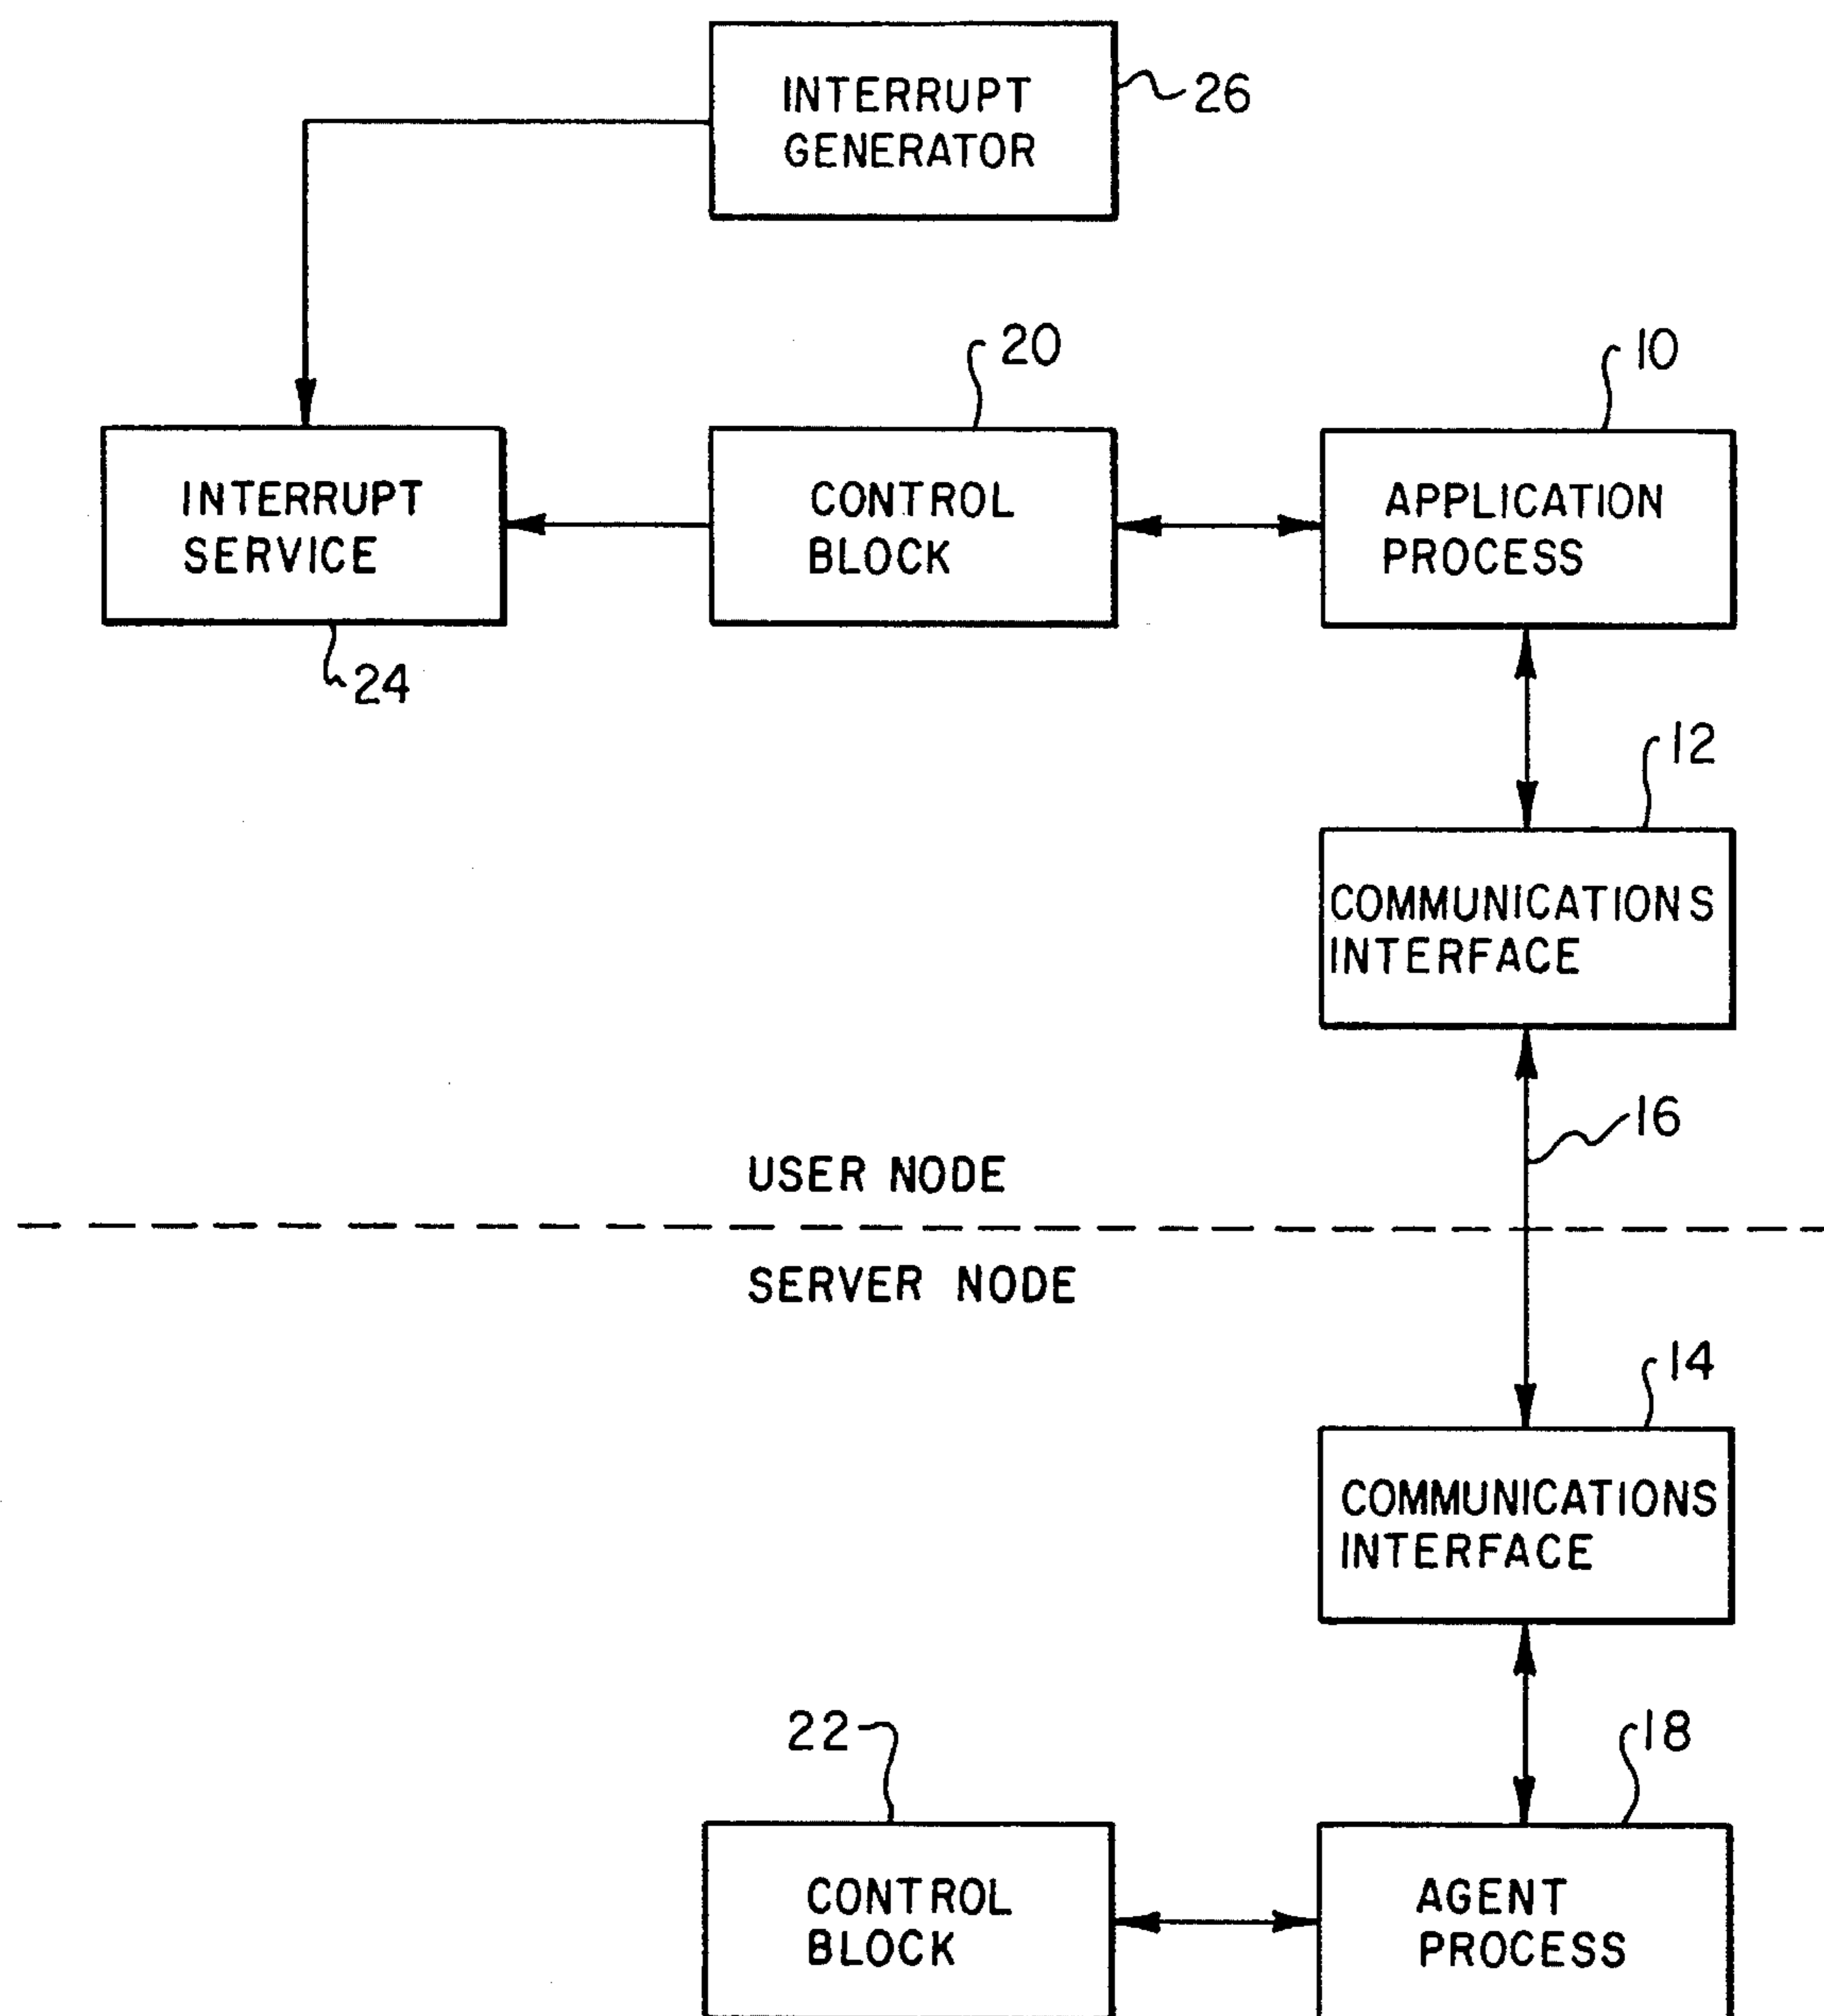 INTERRUPT
GENERATOR
26
20
10
INTERRUPT
SERVICE
CONTROL
BLOCK
APPLICATION
PROCESS
24
12
COMMUNICATIONS
INTERFACE
16
USER NODE
SERVER NODE
14
COMMUNICATIONS
INTERFACE
22
18
CONTROL
BLOCK
AGENT
PROCESS